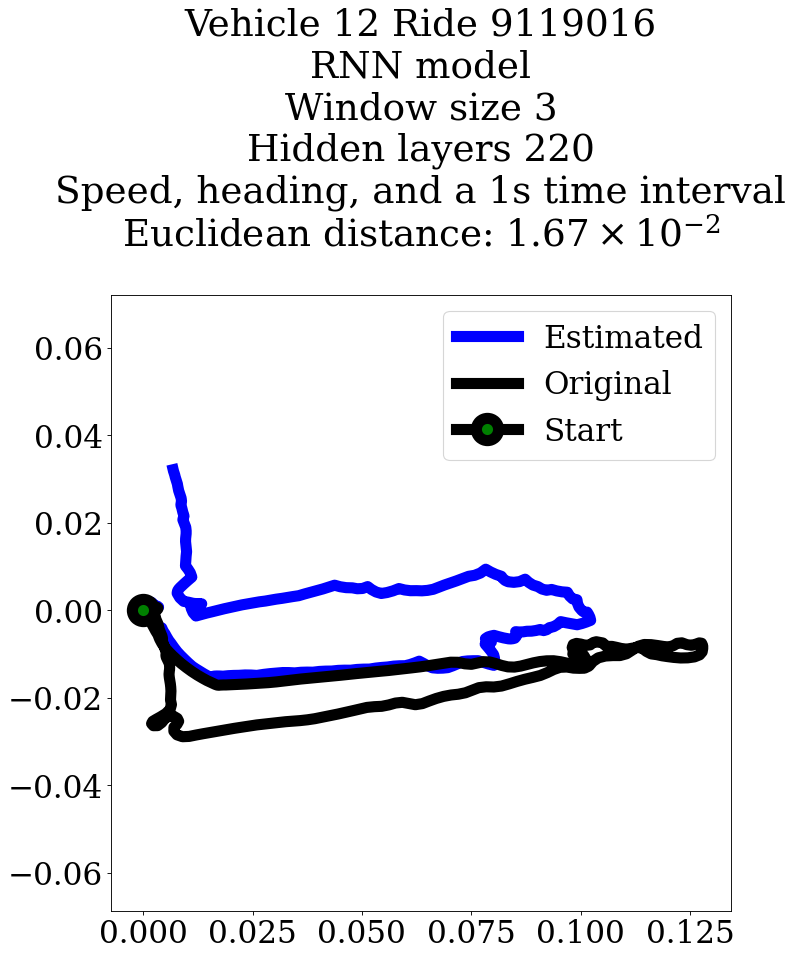 Vehicle 12 Ride 9119016
RNN model
Window size 3
Hidden layers 220
Speed, heading, and a 1s time interval
Euclidean distance: 1.67 × 10⁻²
Estimated
Original
Start
0.06
0.04
0.02
0.00
−0.02
−0.04
−0.06
0.000 0.025 0.050 0.075 0.100 0.125